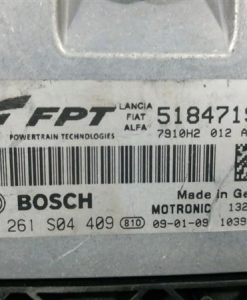 FPT
LANCIA
FIAT
ALFA
POWERTRAIN TECHNOLOGIES
7910H2 012
BOSCH
Made in
261 S04 409 810
MOTRONIC
09-01-09